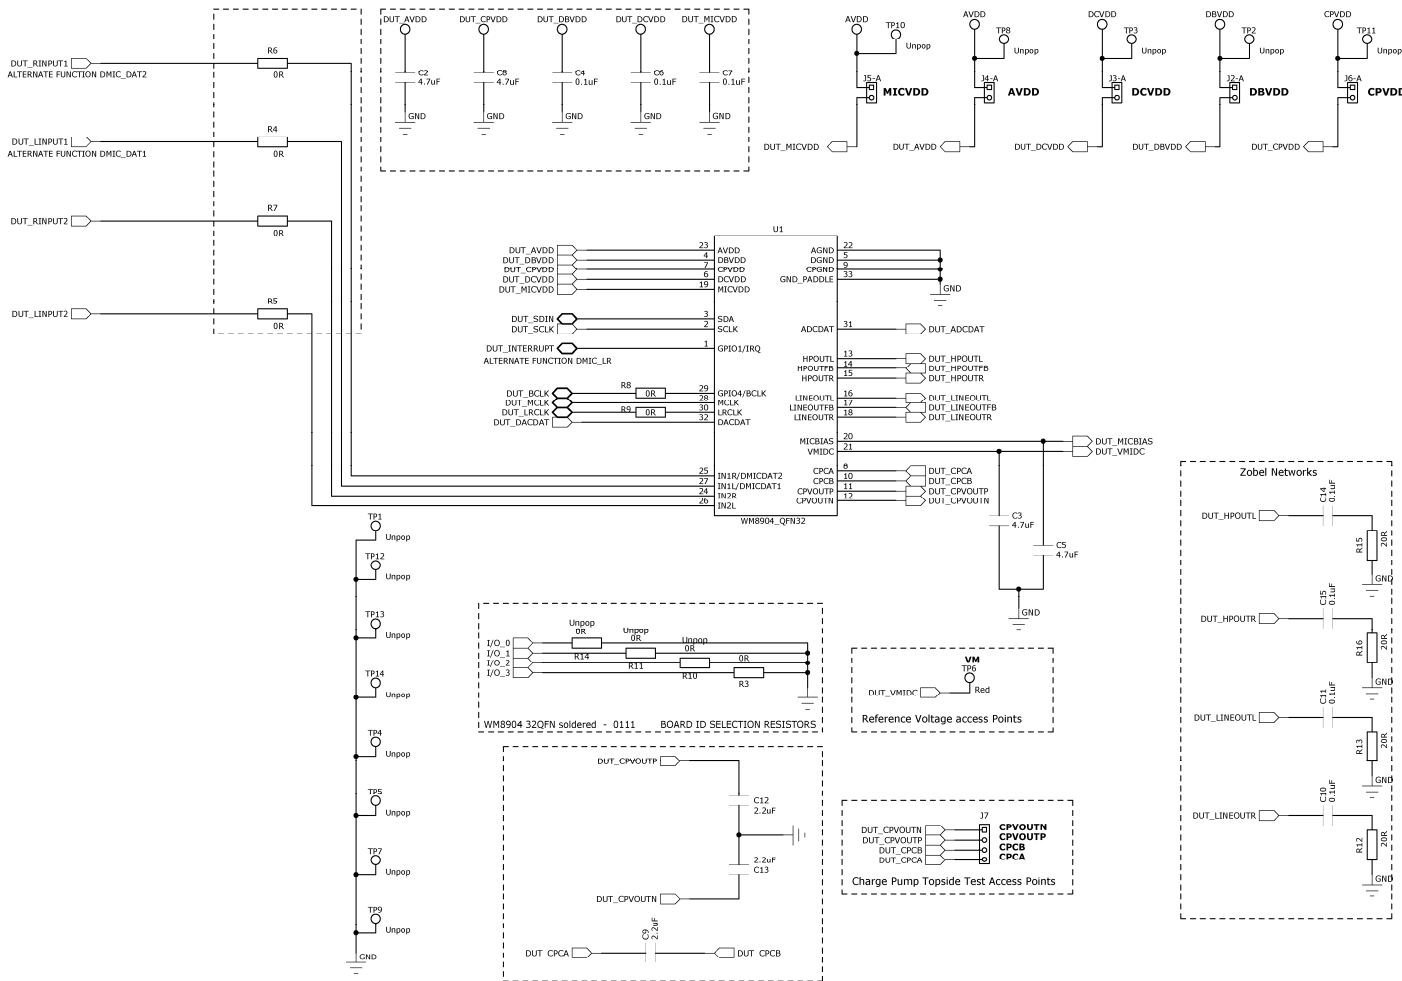 DUT_RINPUT1
ALTERNATE FUNCTION DMIC_DAT2
R6
0R
DUT_LINPUT1
ALTERNATE FUNCTION DMIC_DAT1
R4
0R
DUT_RINPUT2
R7
0R
DUT_LINPUT2
R5
0R
DUT_AVDD
C2
4.7uF
GND
DUT_CPVDD
C8
4.7uF
GND
DUT_DBVDD
C4
0.1uF
GND
DUT_DCVDD
C6
0.1uF
GND
DUT_MICVDD
C7
0.1uF
GND
AVDD
TP10
Unpop
J5-A
MICVDD
DUT_MICVDD
AVDD
TP8
Unpop
J4-A
AVDD
DUT_AVDD
DCVDD
TP3
Unpop
J3-A
DCVDD
DUT_DCVDD
DBVDD
TP2
Unpop
J2-A
DBVDD
DUT_DBVDD
CPVDD
TP11
Unpop
J6-A
CPVDD
DUT_CPVDD
U1
DUT_AVDD 23 AVDD
DUT_DBVDD 4 DBVDD
DUT_CPVDD 7 CPVDD
DUT_DCVDD 6 DCVDD
DUT_MICVDD 19 MICVDD
DUT_SDIN 3 SDA
DUT_SCLK 2 SCLK
DUT_INTERRUPT 1 GPIO1/IRQ
ALTERNATE FUNCTION DMIC_LR
DUT_BCLK R8 0R 29 GPIO4/BCLK
DUT_MCLK 28 MCLK
DUT_LRCLK R9 0R 30 LRCLK
DUT_DACDAT 32 DACDAT
25 IN1R/DMICDAT2
27 IN1L/DMICDAT1
24 IN2R
26 IN2L
AGND 22
DGND 5
CPGND 9
GND_PADDLE 33
GND
ADCDAT 31 DUT_ADCDAT
HPOUTL 13 DUT_HPOUTL
HPOUTFB 14 DUT_HPOUTFB
HPOUTR 15 DUT_HPOUTR
LINEOUTL 16 DUT_LINEOUTL
LINEOUTFB 17 DUT_LINEOUTFB
LINEOUTR 18 DUT_LINEOUTR
MICBIAS 20 DUT_MICBIAS
VMIDC 21 DUT_VMIDC
CPCA 8 DUT_CPCA
CPCB 10 DUT_CPCB
CPVOUTP 11 DUT_CPVOUTP
CPVOUTN 12 DUT_CPVOUTN
WM8904_QFN32
C3
4.7uF
C5
4.7uF
GND
TP1
Unpop
TP12
Unpop
TP13
Unpop
TP14
Unpop
TP4
Unpop
TP5
Unpop
TP7
Unpop
TP9
Unpop
GND
I/O_0
I/O_1
I/O_2
I/O_3
Unpop
0R
R14
Unpop
0R
R11
Unpop
0R
R10
0R
R3
WM8904 32QFN soldered - 0111 BOARD ID SELECTION RESISTORS
DUT_CPVOUTP
C12
2.2uF
2.2uF
C13
DUT_CPVOUTN
C9
2.2uF
DUT_CPCA
DUT_CPCB
VM
TP6
DUT_VMIDC
Red
Reference Voltage access Points
J7
DUT_CPVOUTN CPVOUTN
DUT_CPVOUTP CPVOUTP
DUT_CPCB CPCB
DUT_CPCA CPCA
Charge Pump Topside Test Access Points
Zobel Networks
DUT_HPOUTL
C14
0.1uF
R15
20R
GND
DUT_HPOUTR
C15
0.1uF
R16
20R
GND
DUT_LINEOUTL
C11
0.1uF
R13
20R
GND
DUT_LINEOUTR
C10
0.1uF
R12
20R
GND